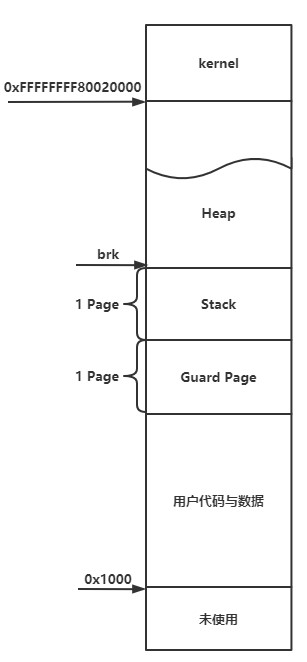 kernel
0xFFFFFFFF80020000
Heap
brk
1 Page
Stack
1 Page
Guard Page
用户代码与数据
0x1000
未使用